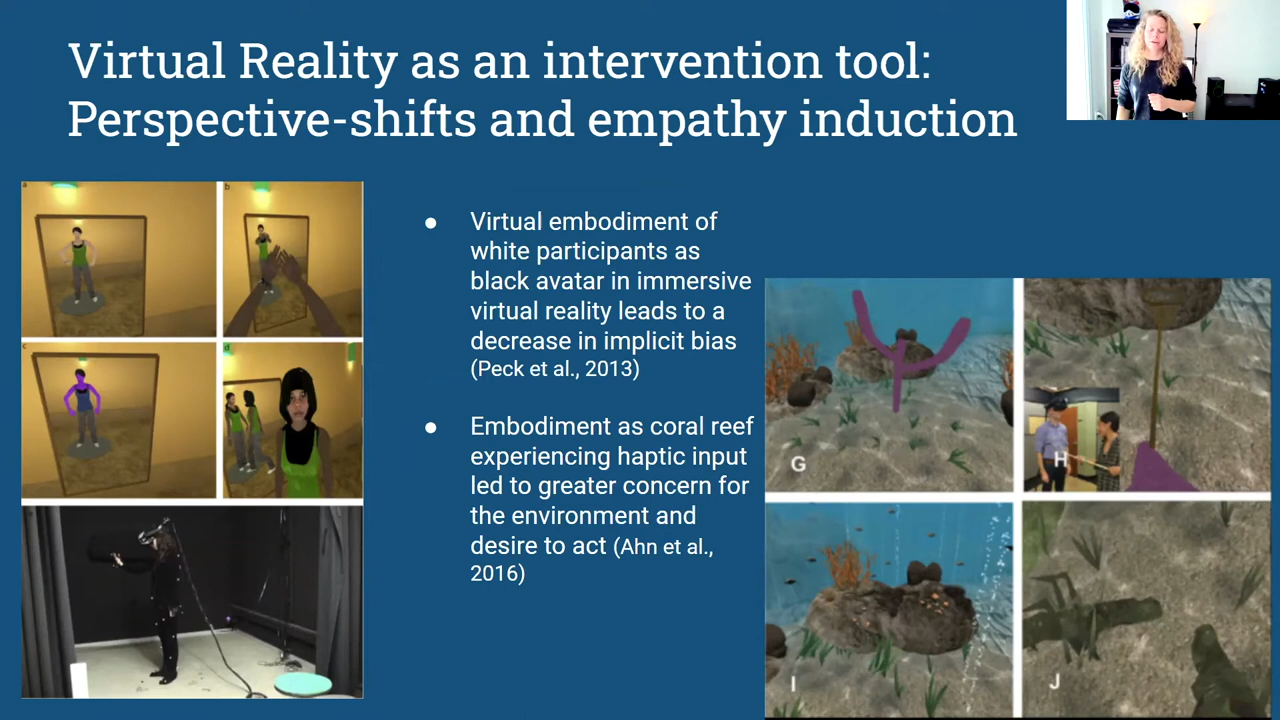 Virtual Reality as an intervention tool:
Perspective-shifts and empathy induction
a
b
c
d
● Virtual embodiment of
white participants as
black avatar in immersive
virtual reality leads to a
decrease in implicit bias
(Peck et al., 2013)
● Embodiment as coral reef
experiencing haptic input
led to greater concern for
the environment and
desire to act (Ahn et al.,
2016)
G
H
I
J